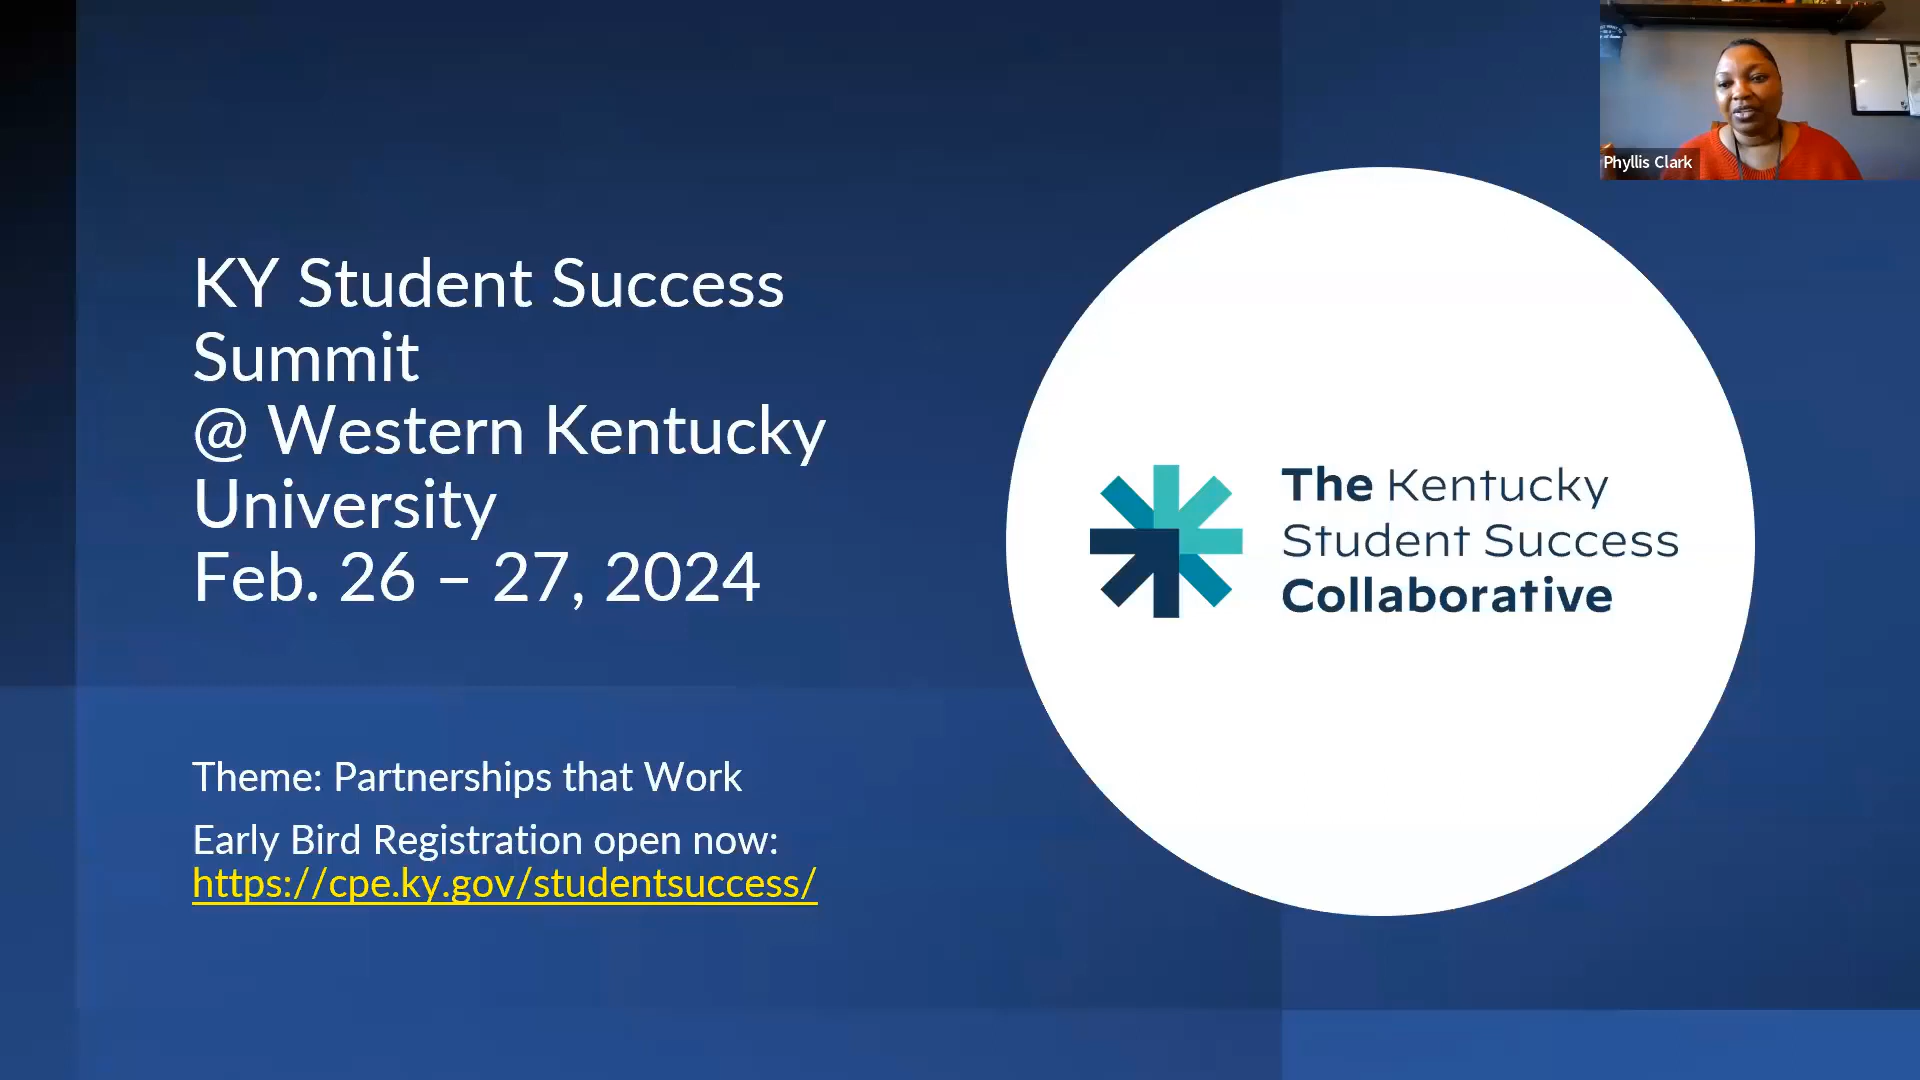 KY Student Success
Summit
@ Western Kentucky
University
Feb. 26 – 27, 2024
Theme: Partnerships that Work
Early Bird Registration open now:
https://cpe.ky.gov/studentsuccess/
The Kentucky
Student Success
Collaborative
Phyllis Clark